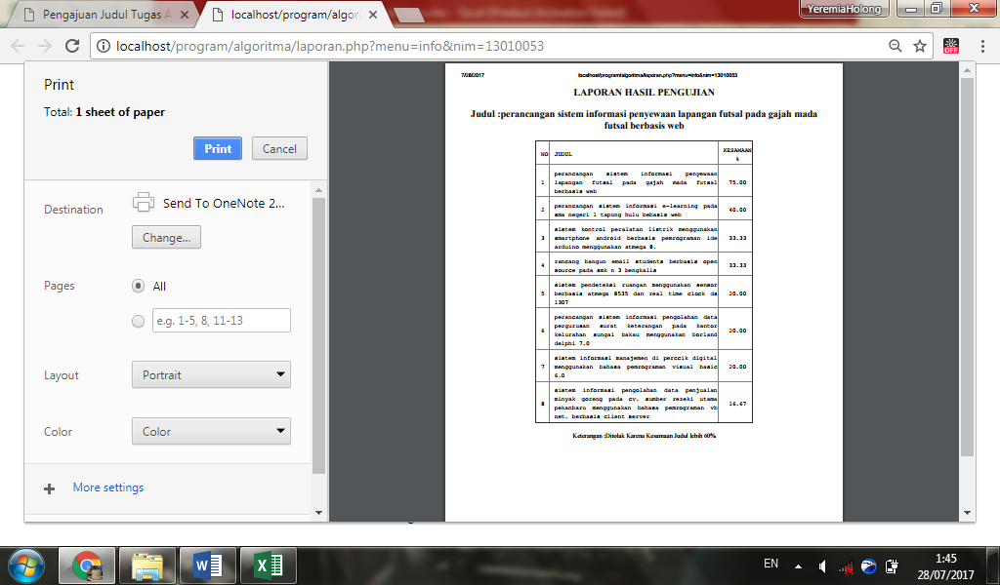 Pengajuan Judul Tugas A
localhost/program/algori
YeremiaHolong
localhost/program/algoritma/laporan.php?menu=info&nim=13010053
OFF
Print
Total: 1 sheet of paper
Print
Cancel
Destination
Send To OneNote 2...
Change...
Pages
All
e.g. 1-5, 8, 11-13
Layout
Portrait
Color
Color
More settings
7/28/2017
localhost/program/algoritma/laporan.php?menu=info&nim=13010053
LAPORAN HASIL PENGUJIAN
Judul :perancangan sistem informasi penyewaan lapangan futsal pada gajah mada
futsal berbasis web
NO JUDUL KESAMAAN
%
1 perancangan sistem informasi penyewaan
lapangan futsal pada gajah mada futsal 75.00
berbasis web
2 perancangan sistem informasi e-learning pada 40.00
sma negeri 1 tapung hulu bebasis web
3 sistem kontrol peralatan listrik menggunakan
smartphone android berbasis pemrograman ide 33.33
arduino menggunakan atmega 8.
4 rancang bangun email students berbasis open 33.33
source pada smk n 3 bengkalis
5 sistem pendeteksi ruangan menggunakan sensor
berbasis atmega 8535 dan real time clock ds 20.00
1307
6 perancangan sistem informasi pengolahan data
pergurusan surat keterangan pada kantor 20.00
kelurahan sungai bakau menggunakan borland
delphi 7.0
7 sistem informasi manajemen di percik digital
menggunakan bahasa pemrograman visual basic 20.00
6.0
8 sistem informasi pengolahan data penjualan
minyak goreng pada cv. sumber rezeki utama 16.67
pekanbaru menggunakan bahasa pemrograman vb
net. berbasis client server
Keterangan :Ditolak Karena Kesamaan Judul lebih 60%
EN
1:45
28/07/2017